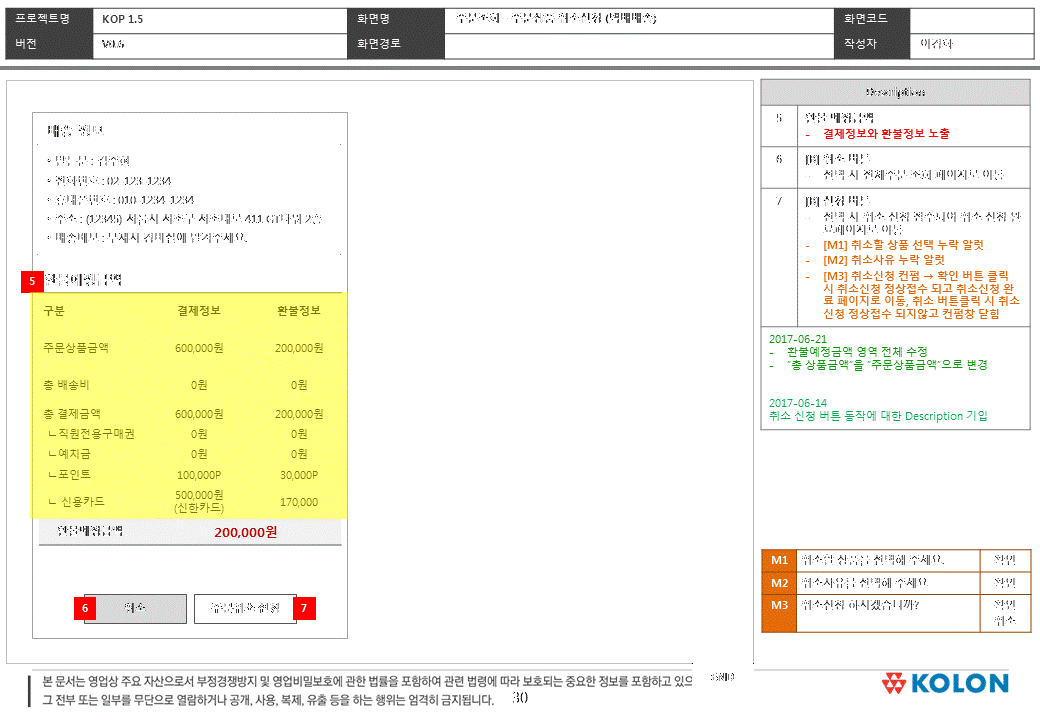 프로젝트명 KOP 1.5 화면명 주문조회 - 주문상품 취소신청 (택배배송) 화면코드
버전 V0.5 화면경로 작성자
배송 정보
전화번호 : 02-123-1234
휴대폰번호 : 010-1234-1234
주소 : (12345) 서울시 서초구 서초대로 411 GT타워 2층
배송메모 : 부재시 경비실에 맡겨주세요.
5 환불예정금액
구분 결제정보 환불정보
주문상품금액 600,000원 200,000원
총 배송비 0원 0원
총 결제금액 600,000원 200,000원
ㄴ직원전용구매권 0원 0원
ㄴ예치금 0원 0원
ㄴ포인트 100,000P 30,000P
ㄴ 신용카드 500,000원 170,000
(신한카드)
환불예정금액 200,000원
6 취소 주문취소신청 7
Description
5 환불예정금액
- 결제정보와 환불정보 노출
6 [B] 취소 버튼
- 선택 시 전체주문 조회 페이지로 이동
7 [B] 신청 버튼
- 선택 시 취소 신청 접수되어 취소 신청 완
료페이지로 이동
- [M1] 취소할 상품 선택 누락 알럿
- [M2] 취소사유 누락 알럿
- [M3] 취소신청 컨펌 → 확인 버튼 클릭
시 취소신청 정상접수 되고 취소신청 완
료 페이지로 이동, 취소 버튼클릭 시 취소
신청 정상접수 되지않고 컨펌창 닫힘
2017-06-21
- 환불예정금액 영역 전체 수정
- “총 상품금액”을 “주문상품금액”으로 변경
2017-06-14
취소 신청 버튼 동작에 대한 Description 기입
M1 취소할 상품을 선택해 주세요. 확인
M2 취소사유를 선택해 주세요. 확인
M3 취소신청 하시겠습니까? 확인
취소
본 문서는 영업상 주요 자산으로서 부정경쟁방지 및 영업비밀보호에 관한 법률을 포함하여 관련 법령에 따라 보호되는 중요한 정보를 포함하고 있으
그 전부 또는 일부를 무단으로 열람하거나 공개, 사용, 복제, 유출 등을 하는 행위는 엄격히 금지됩니다.
30
KOLON